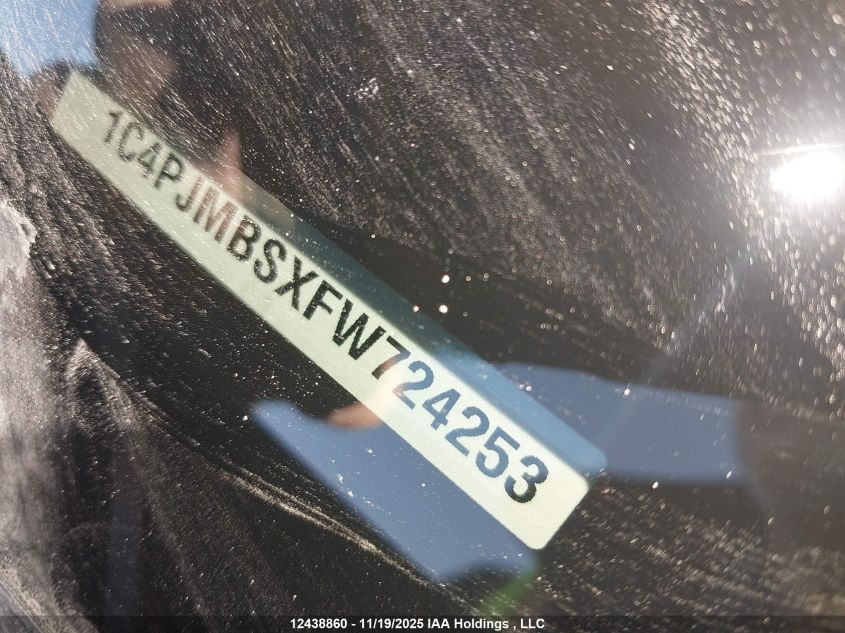 1C4PJMBSXFW724253
12438860 - 11/19/2025 IAA Holdings , LLC